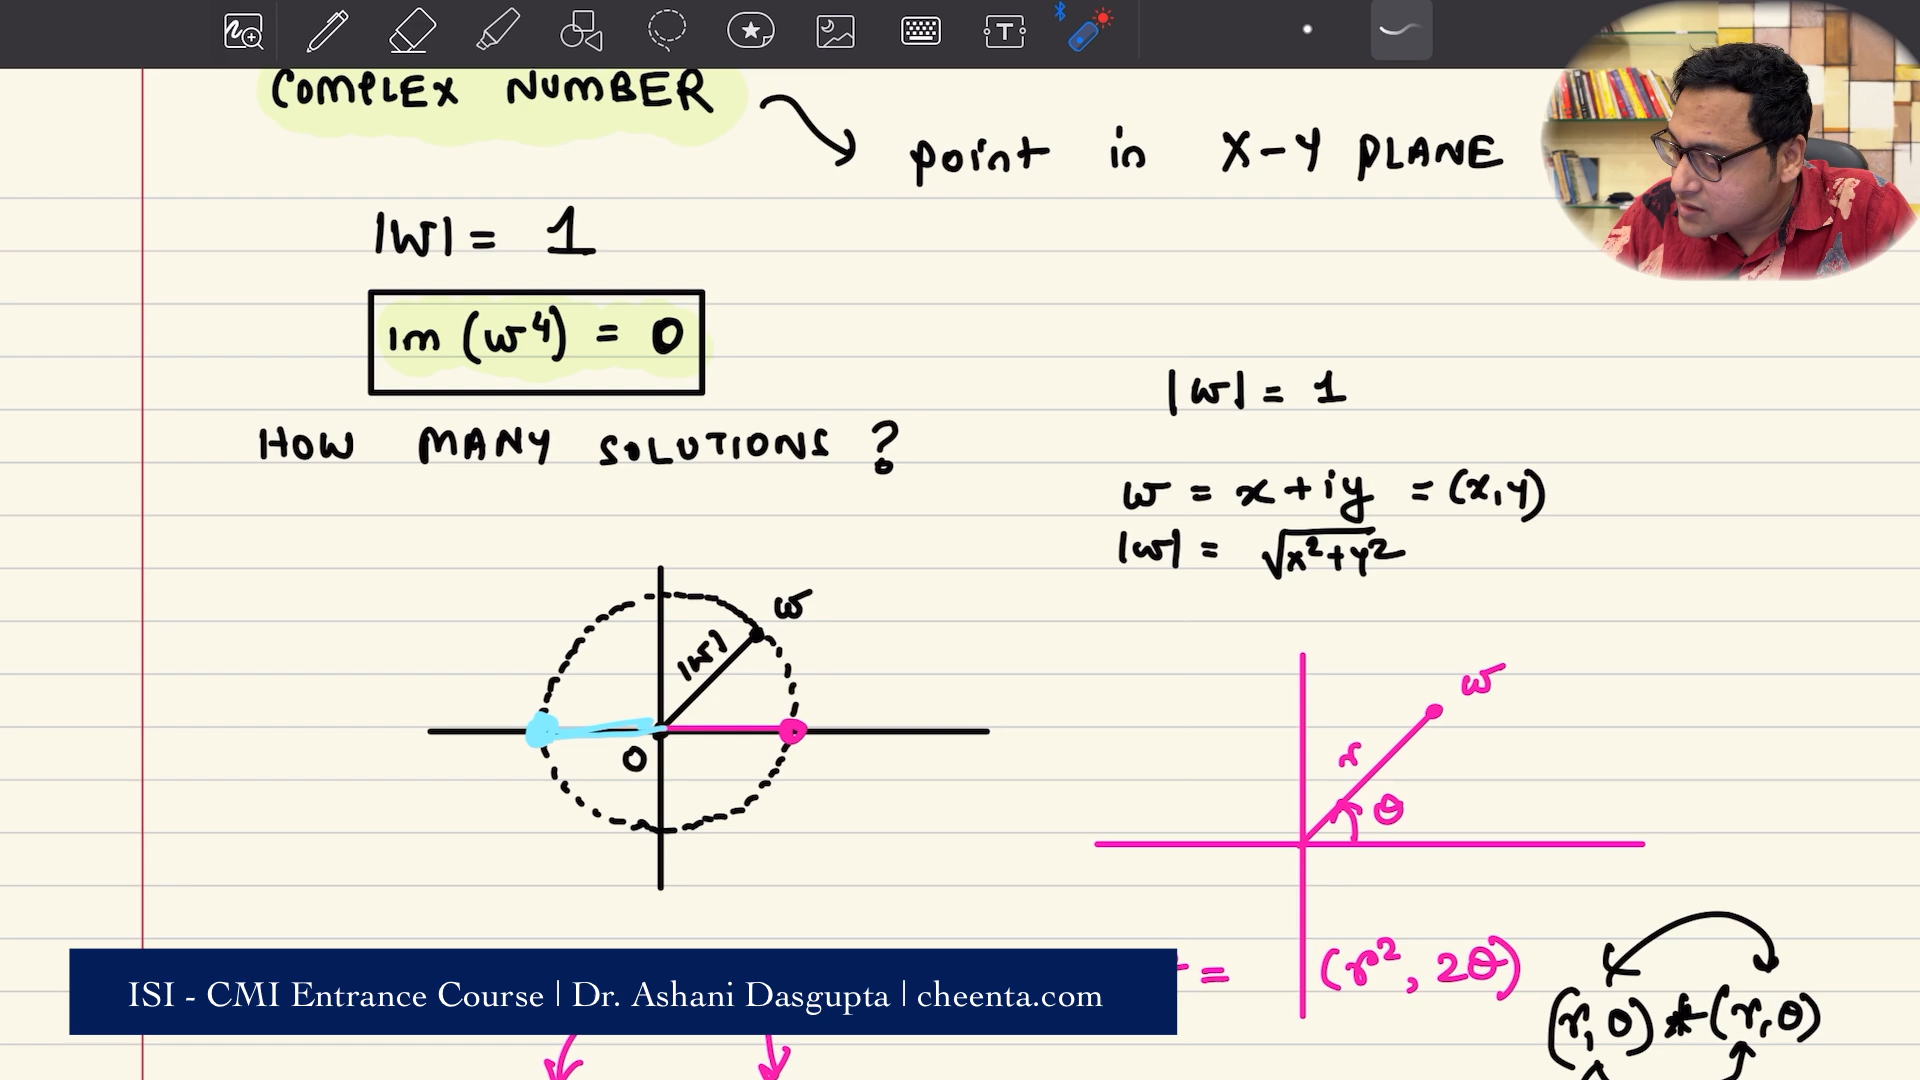 COMPLEX NUMBER
point in X-Y PLANE
|w| = 1
Im (w⁴) = 0
HOW MANY SOLUTIONS ?
|w| = 1
w = x + iy = (x, y)
|w| = √x²+y²
w
|w|
O
w
r
θ
= (r², 2θ)
(r, θ) * (r, θ)
ISI - CMI Entrance Course | Dr. Ashani Dasgupta | cheenta.com